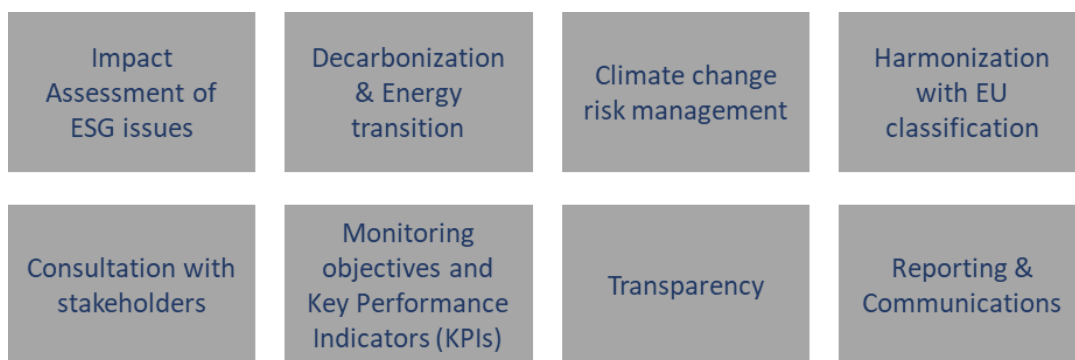 Impact
Assessment of
ESG issues
Decarbonization
& Energy
transition
Climate change
risk management
Harmonization
with EU
classification
Consultation with
stakeholders
Monitoring
objectives and
Key Performance
Indicators (KPIs)
Transparency
Reporting &
Communications